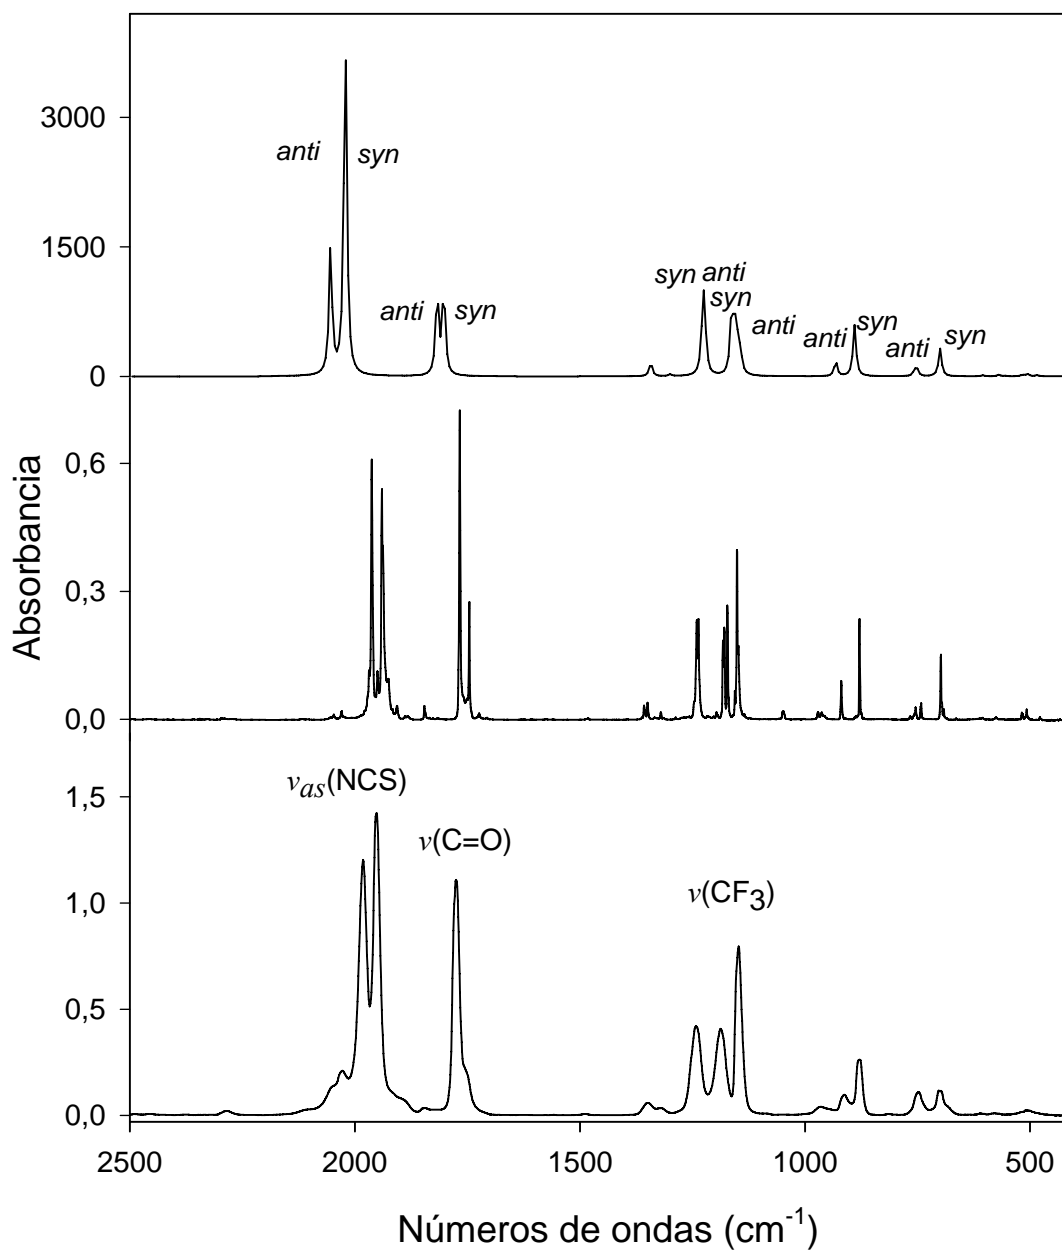 3000
anti syn
1500
syn anti
anti syn
syn
anti
anti syn
anti syn
0
Absorbancia
0,6
0,3
0,0
νas(NCS)
1,5
ν(C=O)
1,0
ν(CF3)
0,5
0,0
2500 2000 1500 1000 500
Números de ondas (cm-1)